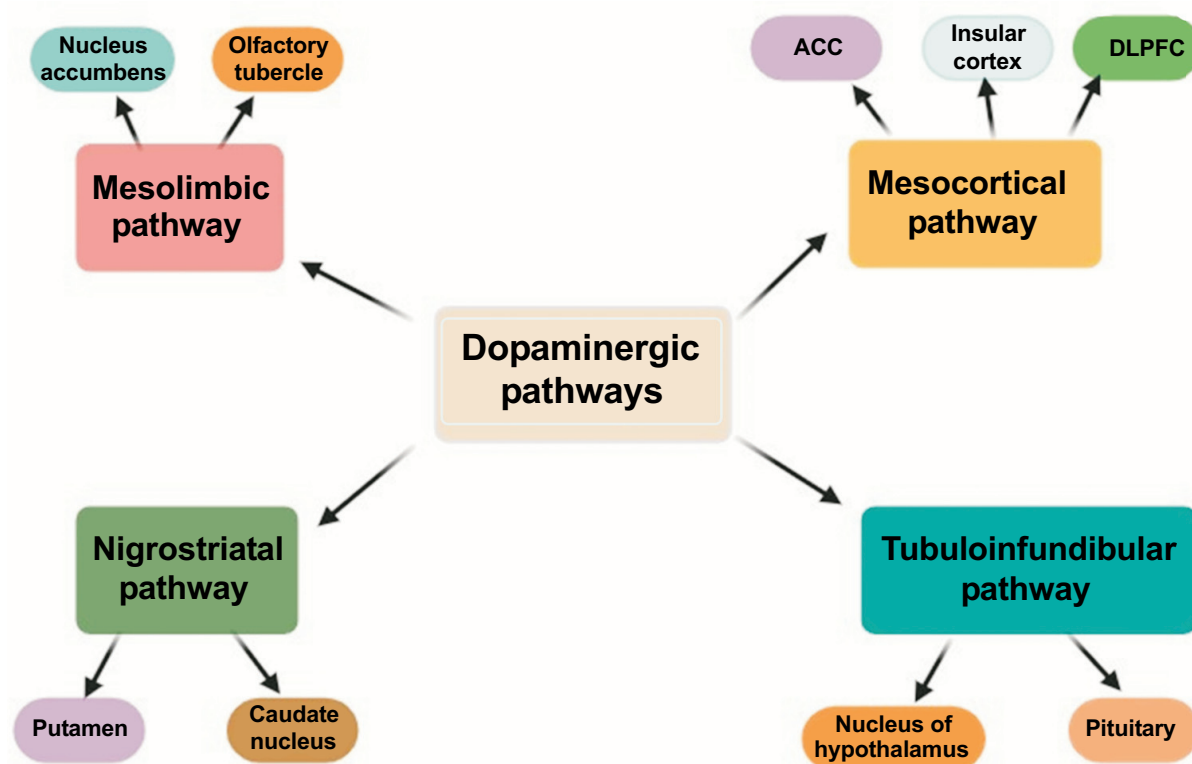 Nucleus
accumbens
Olfactory
tubercle
ACC
Insular
cortex
DLPFC
Mesolimbic
pathway
Mesocortical
pathway
Dopaminergic
pathways
Nigrostriatal
pathway
Tubuloinfundibular
pathway
Putamen
Caudate
nucleus
Nucleus of
hypothalamus
Pituitary